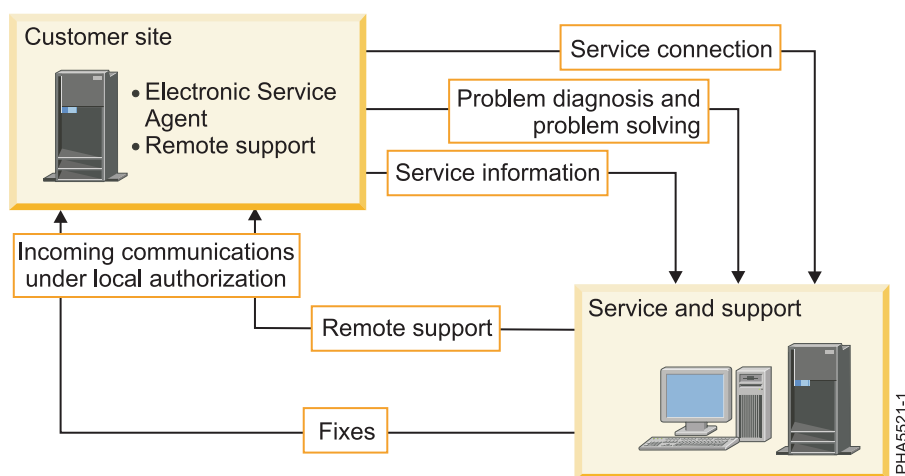 Customer site
• Electronic Service
Agent
• Remote support
Service connection
Problem diagnosis and
problem solving
Service information
Incoming communications
under local authorization
Remote support
Service and support
Fixes
PHA5521-1